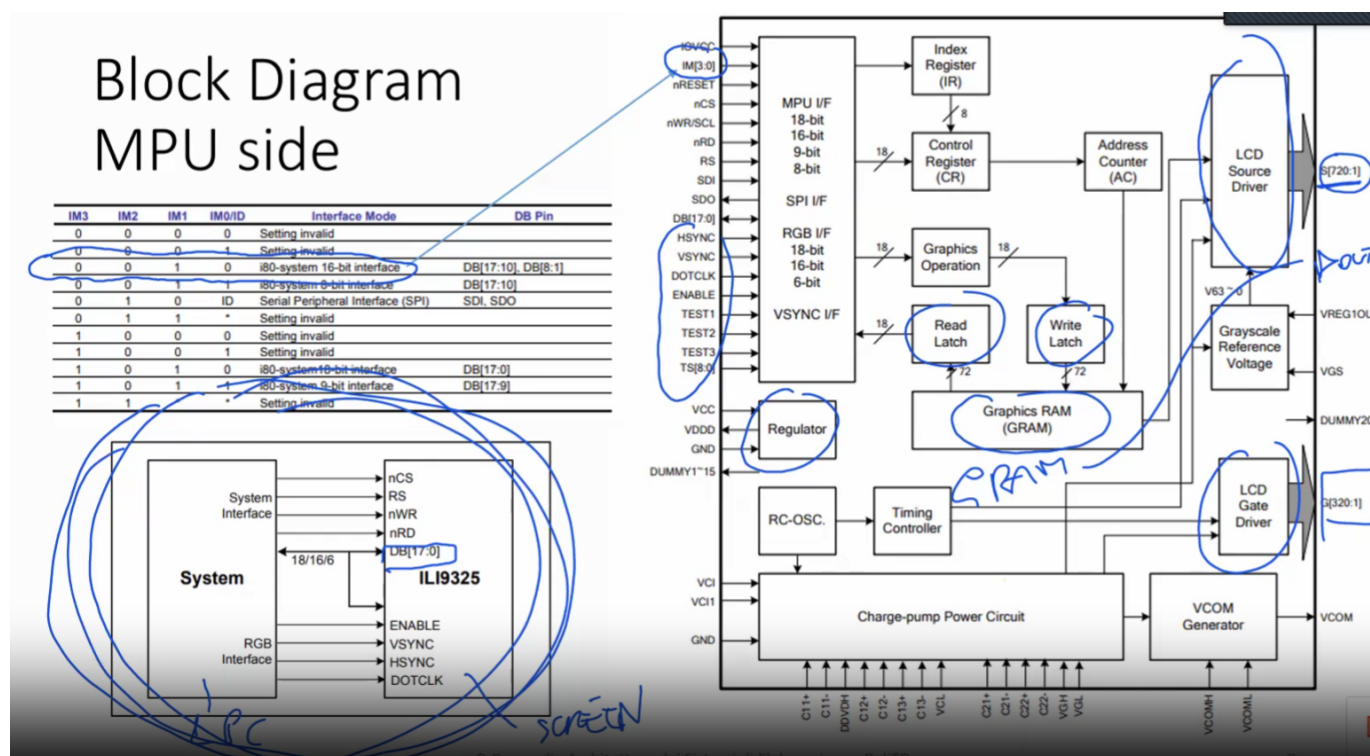 Block Diagram
MPU side
IM3 IM2 IM1 IM0/ID Interface Mode DB Pin
0 0 0 0 Setting invalid
0 0 0 1 Setting invalid
0 0 1 0 i80-system 16-bit interface DB[17:10], DB[8:1]
0 0 1 1 i80-system 8-bit interface DB[17:10]
0 1 0 ID Serial Peripheral Interface (SPI) SDI, SDO
0 1 1 * Setting invalid
1 0 0 0 Setting invalid
1 0 0 1 Setting invalid
1 0 1 0 i80-system18-bit interface DB[17:0]
1 0 1 1 i80-system 9-bit interface DB[17:9]
1 1 * Setting invalid
System
Interface
nCS
RS
nWR
nRD
DB[17:0]
18/16/6
System
ILI9325
RGB
Interface
ENABLE
VSYNC
HSYNC
DOTCLK
SCREEN
IOVCC
IM[3:0]
nRESET
nCS
nWR/SCL
nRD
RS
SDI
SDO
DB[17:0]
HSYNC
VSYNC
DOTCLK
ENABLE
TEST1
TEST2
TEST3
TS[8:0]
VCC
VDDD
GND
DUMMY1~15
VCI
VCI1
GND
MPU I/F
18-bit
16-bit
9-bit
8-bit
SPI I/F
RGB I/F
18-bit
16-bit
6-bit
VSYNC I/F
Index
Register
(IR)
8
18
Control
Register
(CR)
Address
Counter
(AC)
18
Graphics
Operation
18
18
Read
Latch
Write
Latch
72
72
Graphics RAM
(GRAM)
GRAM
Regulator
RC-OSC.
Timing
Controller
Charge-pump Power Circuit
VCOM
Generator
LCD
Source
Driver
V63 ~ 0
Grayscale
Reference
Voltage
LCD
Gate
Driver
S[720:1]
VREG1OU
VGS
DUMMY20
G[320:1]
VCOM
C11+
C11-
DDVDH
C12+
C12-
C13+
C13-
VCL
C21+
C21-
C22+
C22-
VGH
VGL
VCOMH
VCOML